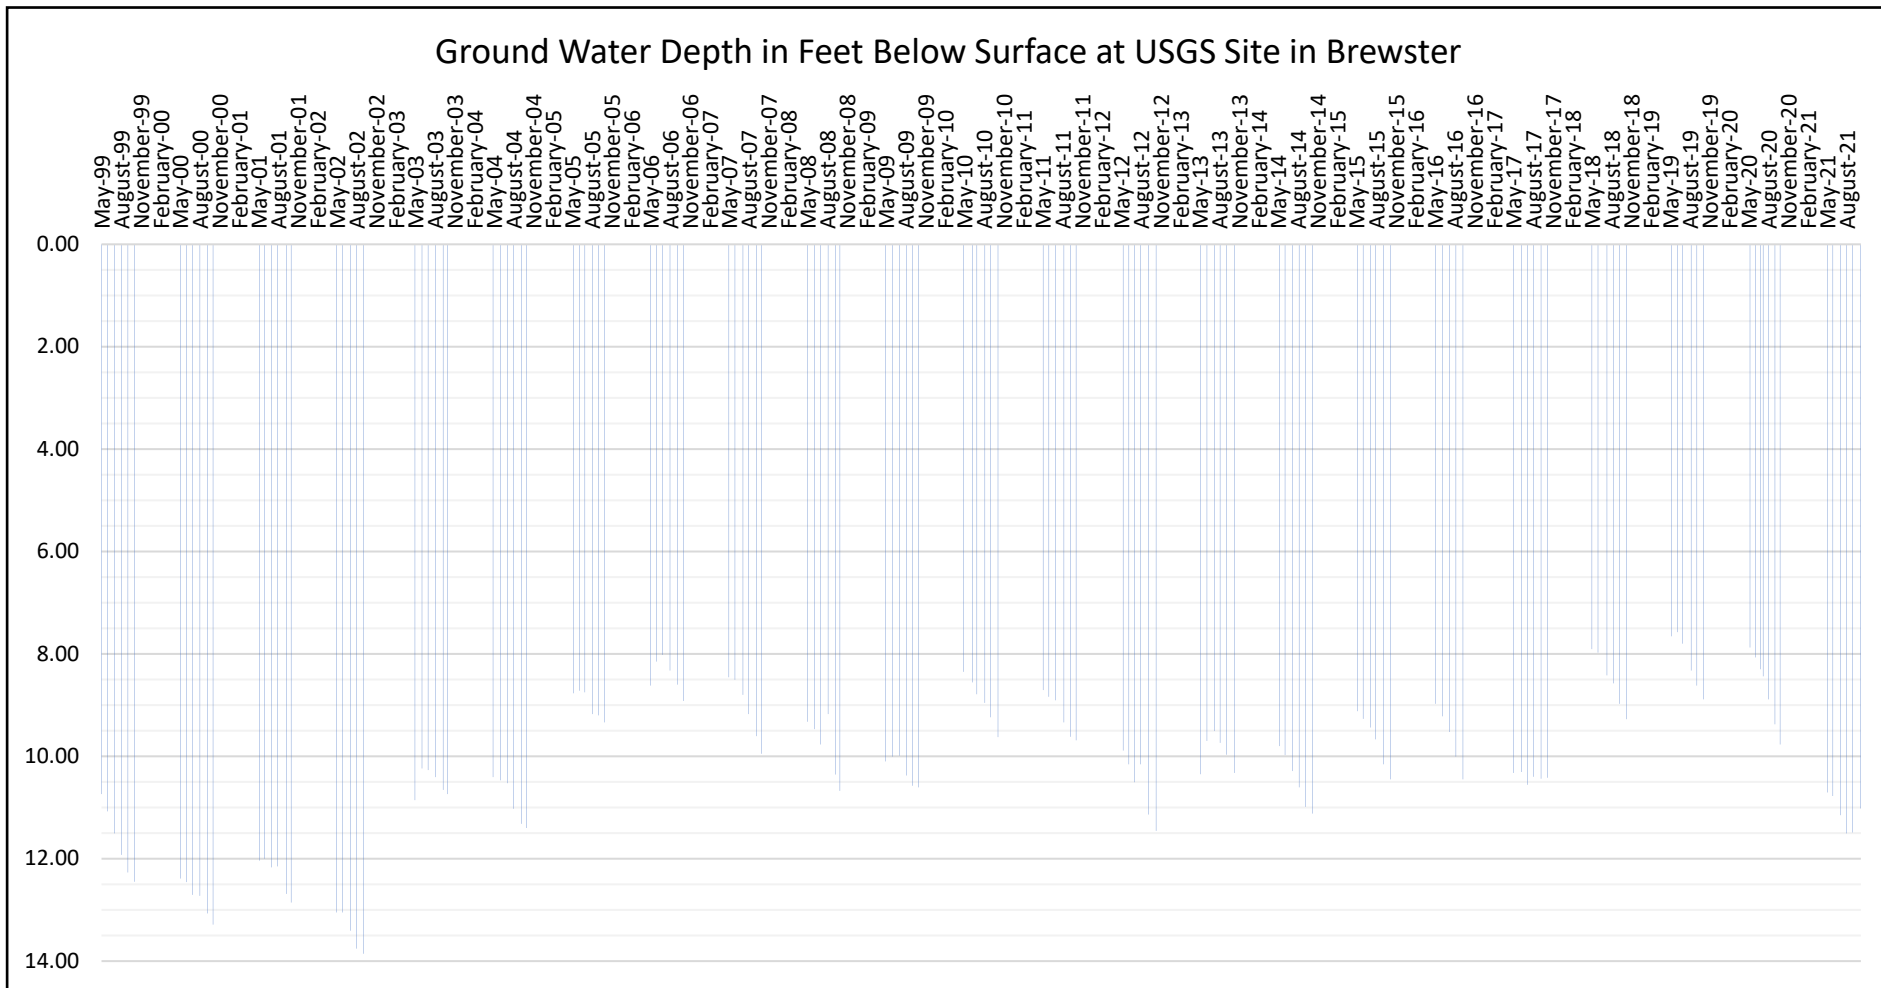 Ground Water Depth in Feet Below Surface at USGS Site in Brewster
May-99
August-99
November-99
February-00
May-00
August-00
November-00
February-01
May-01
August-01
November-01
February-02
May-02
August-02
November-02
February-03
May-03
August-03
November-03
February-04
May-04
August-04
November-04
February-05
May-05
August-05
November-05
February-06
May-06
August-06
November-06
February-07
May-07
August-07
November-07
February-08
May-08
August-08
November-08
February-09
May-09
August-09
November-09
February-10
May-10
August-10
November-10
February-11
May-11
August-11
November-11
February-12
May-12
August-12
November-12
February-13
May-13
August-13
November-13
February-14
May-14
August-14
November-14
February-15
May-15
August-15
November-15
February-16
May-16
August-16
November-16
February-17
May-17
August-17
November-17
February-18
May-18
August-18
November-18
February-19
May-19
August-19
November-19
February-20
May-20
August-20
November-20
February-21
May-21
August-21
0.00
2.00
4.00
6.00
8.00
10.00
12.00
14.00